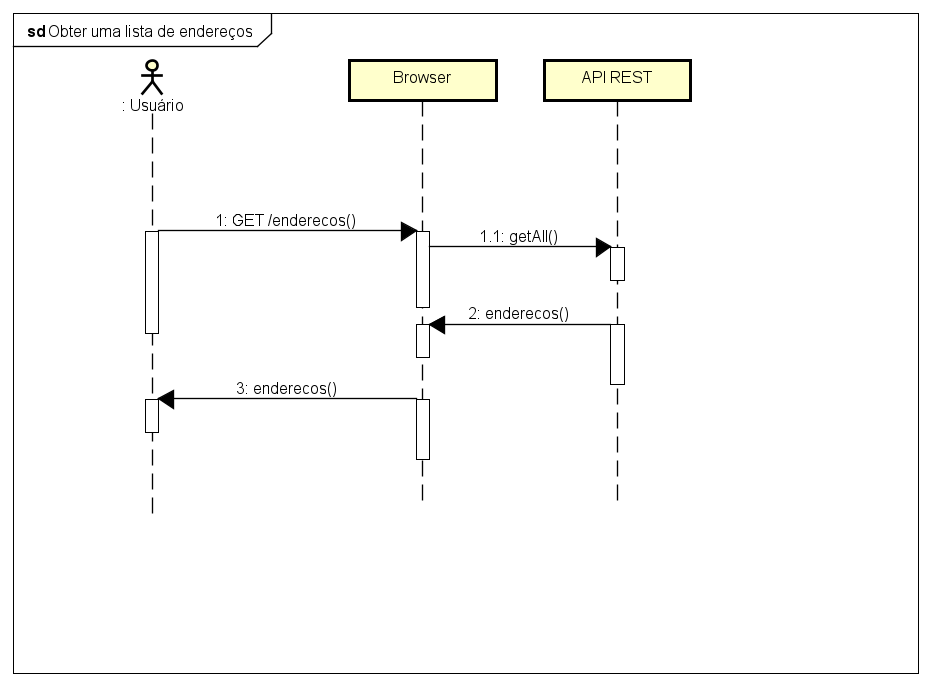 sd Obter uma lista de endereços
: Usuário
Browser
API REST
1: GET /enderecos()
1.1: getAll()
2: enderecos()
3: enderecos()